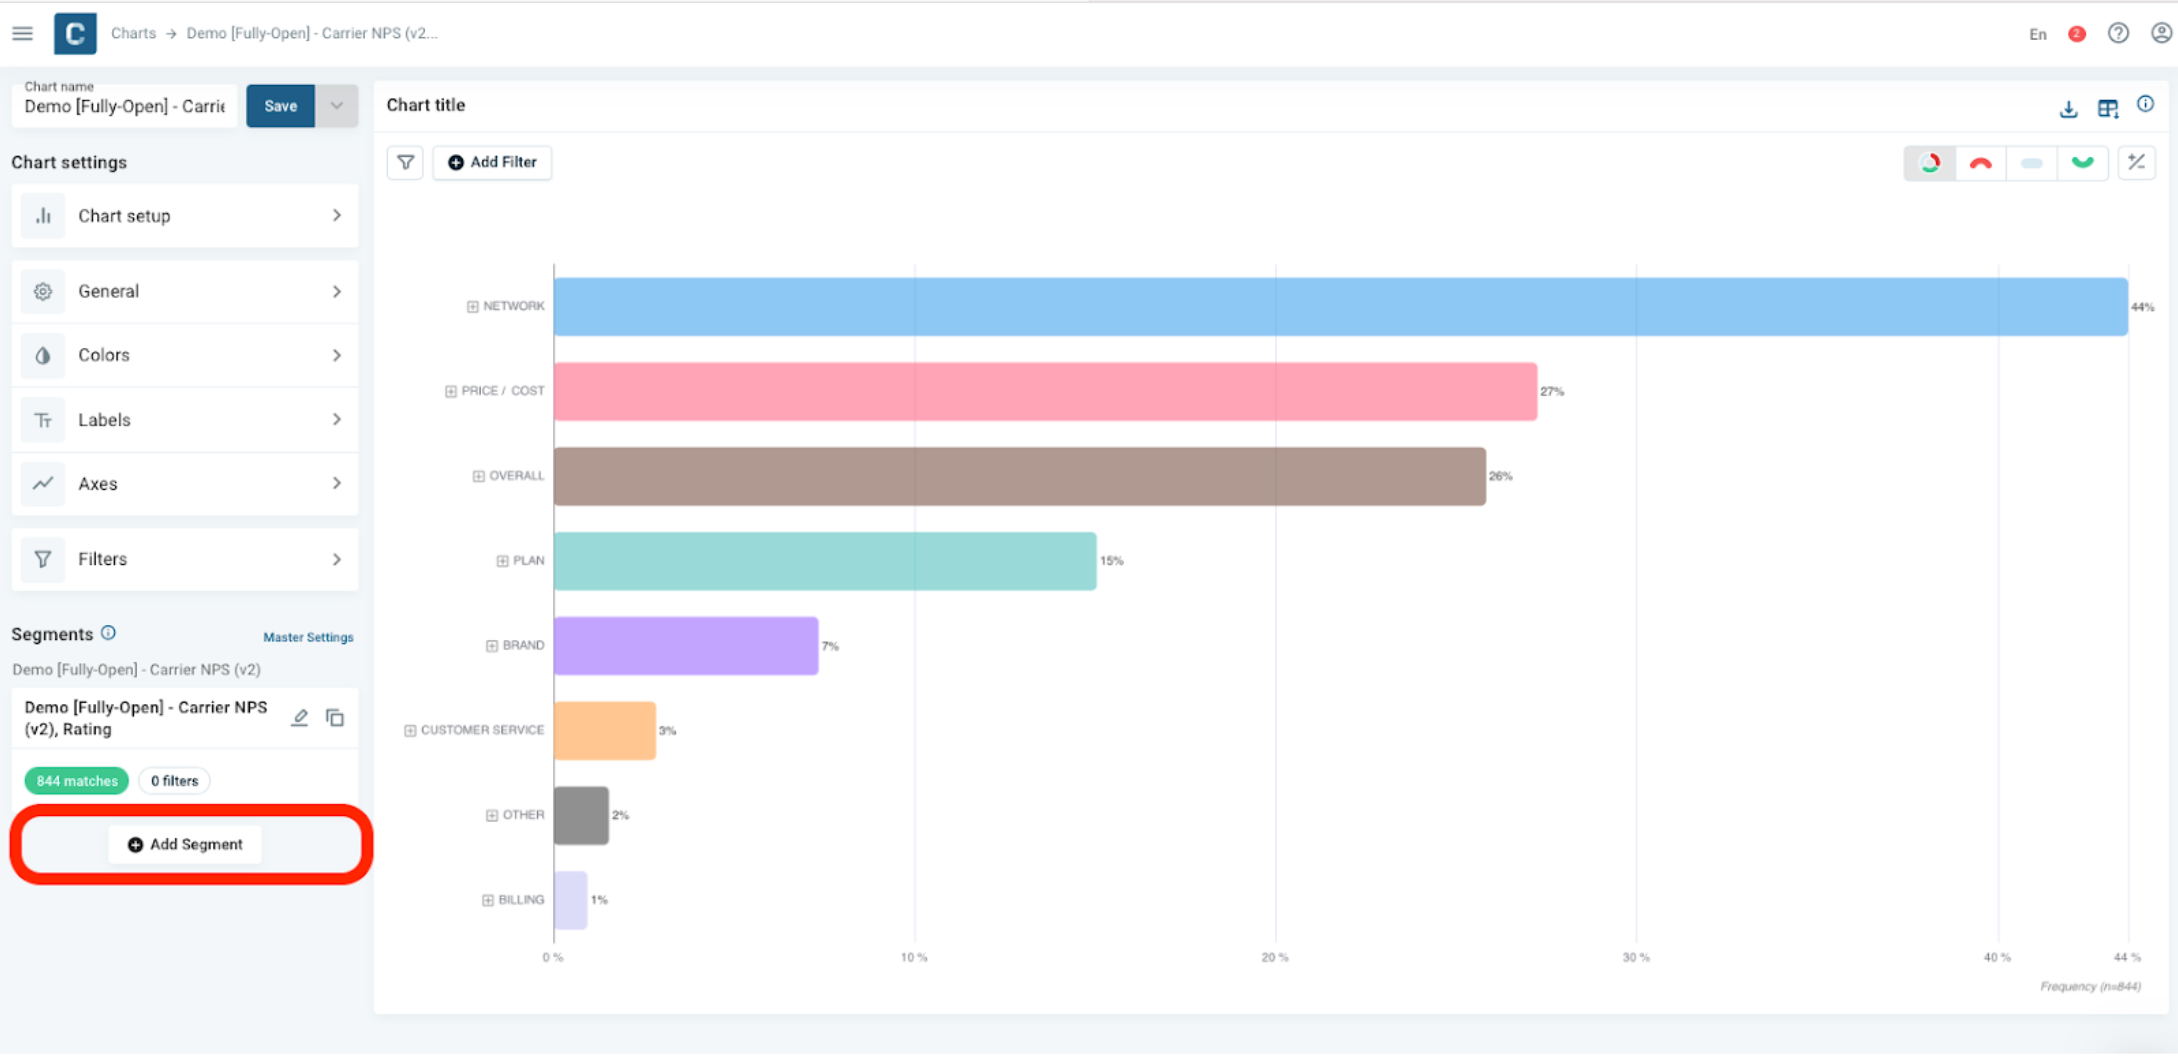 C Charts → Demo [Fully-Open] - Carrier NPS (v2... En 2
Chart name
Demo [Fully-Open] - Carrie
Save
Chart title
Chart settings
Add Filter
Chart setup
General
Colors
Labels
Axes
Filters
Segments
Master Settings
Demo [Fully-Open] - Carrier NPS (v2)
Demo [Fully-Open] - Carrier NPS
(v2), Rating
844 matches 0 filters
Add Segment
NETWORK 44%
PRICE / COST 27%
OVERALL 26%
PLAN 15%
BRAND 7%
CUSTOMER SERVICE 3%
OTHER 2%
BILLING 1%
0 % 10 % 20 % 30 % 40 % 44 %
Frequency (n=844)